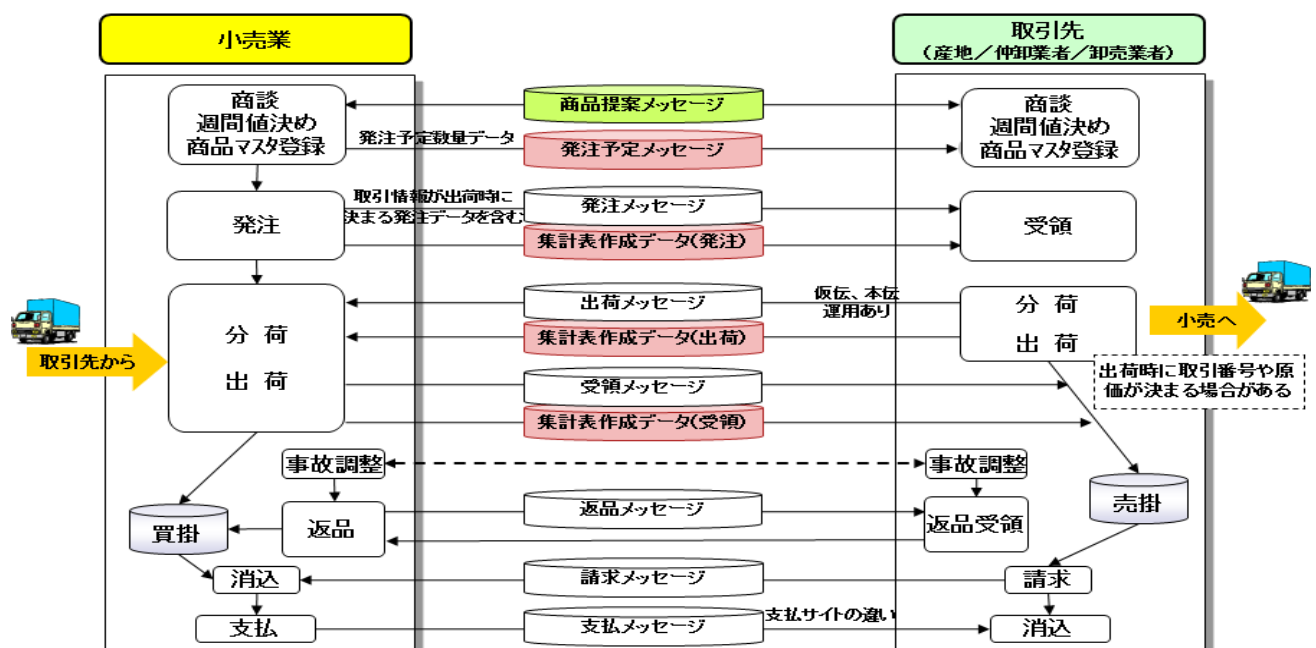 小売業
取引先
（産地／仲卸業者／卸売業者）
商談
週間値決め
商品マスタ登録
商品提案メッセージ
商談
週間値決め
商品マスタ登録
発注予定数量データ
発注予定メッセージ
発注
取引情報が出荷時に
決まる発注データを含む
発注メッセージ
集計表作成データ(発注)
受領
取引先から
分 荷
出 荷
出荷メッセージ
仮伝、本伝
運用あり
集計表作成データ(出荷)
分 荷
出 荷
小売へ
出荷時に取引番号や原
価が決まる場合がある
受領メッセージ
集計表作成データ(受領)
事故調整
事故調整
買掛
返品
返品メッセージ
返品受領
売掛
消込
請求メッセージ
請求
支払
支払メッセージ
支払サイトの違い
消込